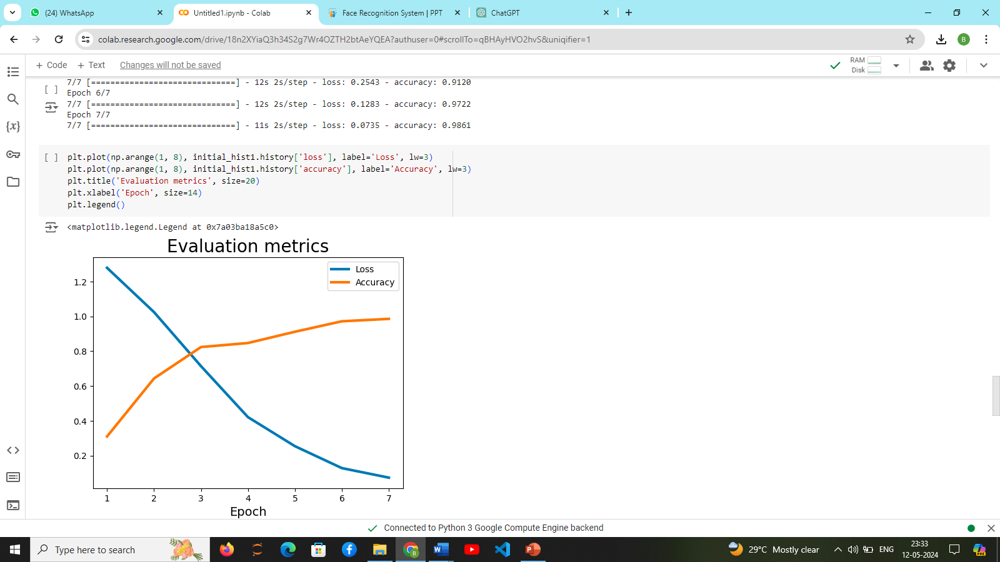 (24) WhatsApp
Untitled1.ipynb - Colab
Face Recognition System | PPT
ChatGPT
colab.research.google.com/drive/18n2XYiaQ3h34S2g7Wr4OZTH2btAeYQEA?authuser=0#scrollTo=qBHAyHVO2hvS&uniqifier=1
B
+ Code + Text Changes will not be saved
RAM
Disk
7/7 [==============================] - 12s 2s/step - loss: 0.2543 - accuracy: 0.9120
[ ]
Epoch 6/7
7/7 [==============================] - 12s 2s/step - loss: 0.1283 - accuracy: 0.9722
Epoch 7/7
7/7 [==============================] - 11s 2s/step - loss: 0.0735 - accuracy: 0.9861
{x}
[ ] plt.plot(np.arange(1, 8), initial_hist1.history['loss'], label='Loss', lw=3)
plt.plot(np.arange(1, 8), initial_hist1.history['accuracy'], label='Accuracy', lw=3)
plt.title('Evaluation metrics', size=20)
plt.xlabel('Epoch', size=14)
plt.legend()
<matplotlib.legend.Legend at 0x7a03ba18a5c0>
Evaluation metrics
Loss
Accuracy
1.2
1.0
0.8
0.6
0.4
0.2
1 2 3 4 5 6 7
Epoch
Connected to Python 3 Google Compute Engine backend
Type here to search
B
29°C Mostly clear
ENG
23:33
12-05-2024
PRE